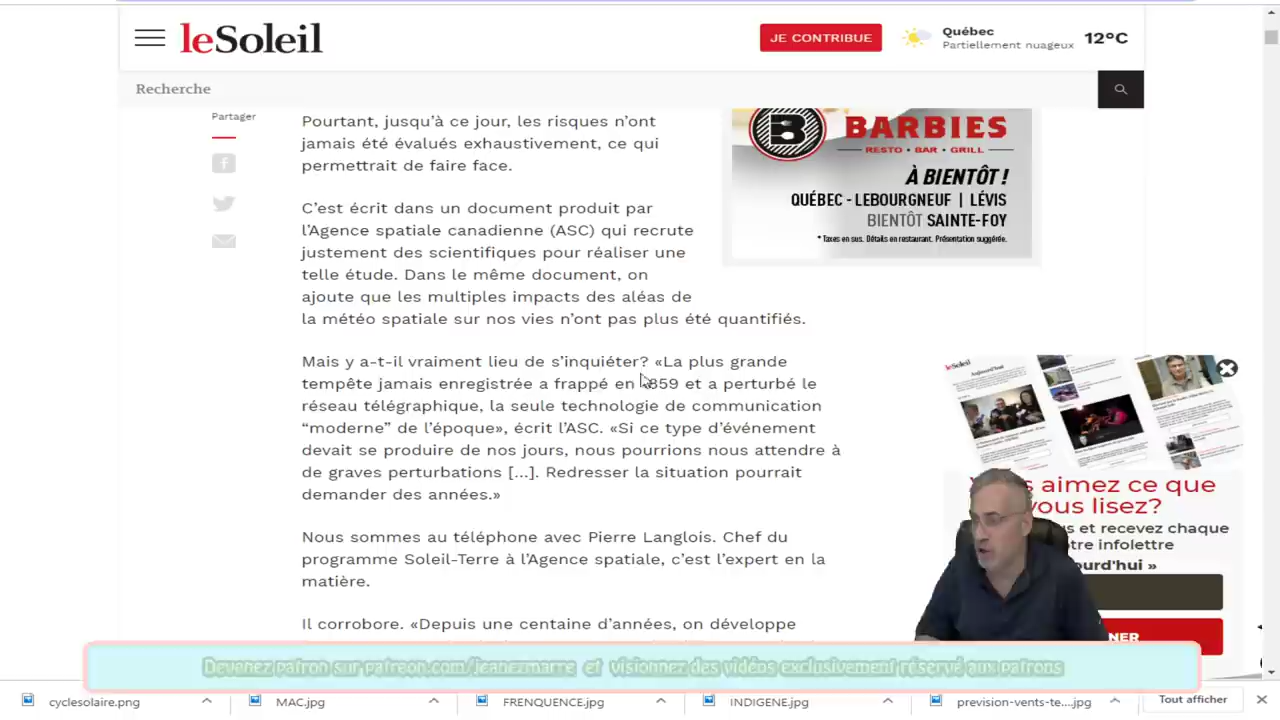 leSoleil
JE CONTRIBUE
Québec
Partiellement nuageux
12°C
Recherche
Partager
Pourtant, jusqu'à ce jour, les risques n'ont
jamais été évalués exhaustivement, ce qui
permettrait de faire face.
C'est écrit dans un document produit par
l'Agence spatiale canadienne (ASC) qui recrute
justement des scientifiques pour réaliser une
telle étude. Dans le même document, on
ajoute que les multiples impacts des aléas de
la météo spatiale sur nos vies n'ont pas plus été quantifiés.
Mais y a-t-il vraiment lieu de s'inquiéter? «La plus grande
tempête jamais enregistrée a frappé en 1859 et a perturbé le
réseau télégraphique, la seule technologie de communication
"moderne" de l'époque», écrit l'ASC. «Si ce type d'événement
devait se produire de nos jours, nous pourrions nous attendre à
de graves perturbations [...]. Redresser la situation pourrait
demander des années.»
Nous sommes au téléphone avec Pierre Langlois. Chef du
programme Soleil-Terre à l'Agence spatiale, c'est l'expert en la
matière.
Il corrobore. «Depuis une centaine d'années, on développe
B BARBIES
RESTO • BAR • GRILL
À BIENTÔT !
QUÉBEC - LEBOURGNEUF | LÉVIS
BIENTÔT SAINTE-FOY
* Taxes en sus. Détails en restaurant. Présentation suggérée.
leSoleil
aimez ce que
vous lisez?
et recevez chaque
infolettre
Devenez patron sur patreon.com/jeanezmarre et visionnez des vidéos exclusivement réservé aux patrons
cyclesolaire.png
MAC.jpg
FRENQUENCE.jpg
INDIGENE.jpg
prevision-vents-te....jpg
Tout afficher